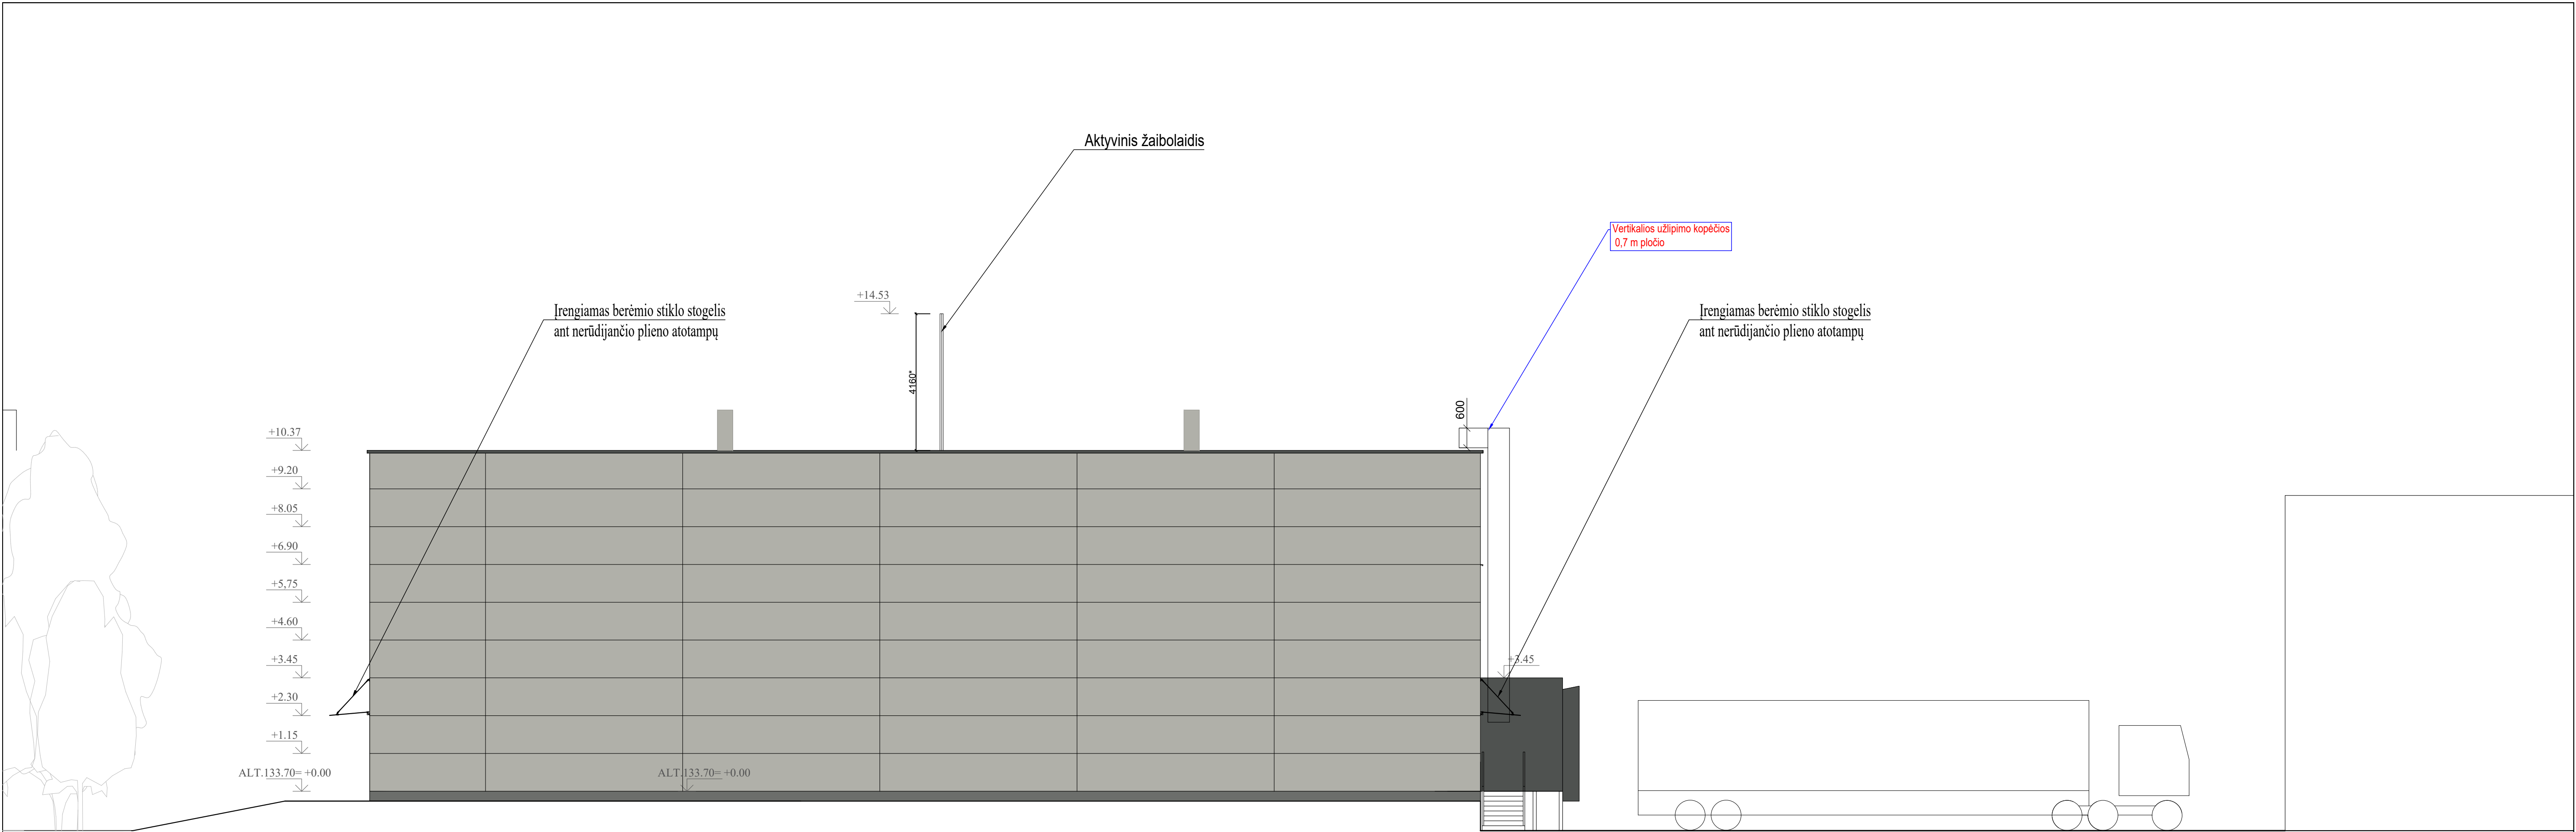 Aktyvinis žaibolaidis
Vertikalios užlipimo kopėčios
0,7 m pločio
+14.53
Įrengiamas berėmio stiklo stogelis
ant nerūdijančio plieno atotampų
Įrengiamas berėmio stiklo stogelis
ant nerūdijančio plieno atotampų
4160*
600
+10.37
+9.20
+8.05
+6.90
+5,75
+4.60
+3.45
+3.45
+2.30
+1.15
ALT.133.70= +0.00
ALT.133.70= +0.00